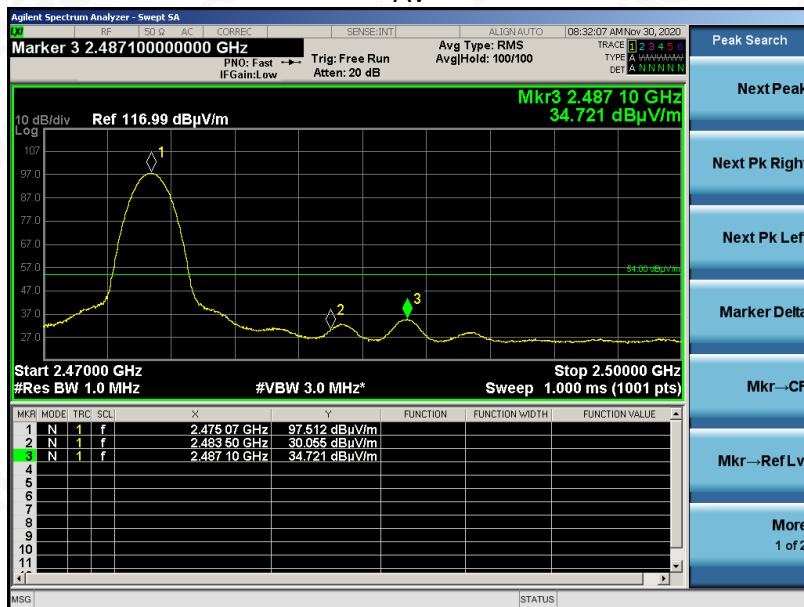 Agilent Spectrum Analyzer - Swept SA
LXI RF 50 Ω AC CORREC SENSE:INT ALIGN AUTO 08:32:07 AM Nov 30, 2020
Marker 3 2.487100000000 GHz
PNO: Fast
IFGain:Low
Trig: Free Run
Atten: 20 dB
Avg Type: RMS
Avg|Hold: 100/100
TRACE 1 2 3 4 5 6
TYPE A WWWWW
DET A N N N N N
Mkr3 2.487 10 GHz
34.721 dBµV/m
10 dB/div Ref 116.99 dBµV/m
Log
107
97.0
87.0
77.0
67.0
57.0
47.0
37.0
27.0
1
2
3
54.00 dBµV/m
Start 2.47000 GHz Stop 2.50000 GHz
#Res BW 1.0 MHz #VBW 3.0 MHz* Sweep 1.000 ms (1001 pts)
MKR MODE TRC SCL X Y FUNCTION FUNCTION WIDTH FUNCTION VALUE
1 N 1 f 2.475 07 GHz 97.512 dBµV/m
2 N 1 f 2.483 50 GHz 30.055 dBµV/m
3 N 1 f 2.487 10 GHz 34.721 dBµV/m
4
5
6
7
8
9
10
11
MSG STATUS
Peak Search
Next Peak
Next Pk Righ
Next Pk Lef
Marker Delta
Mkr→CF
Mkr→Ref Lv
More
1 of 2